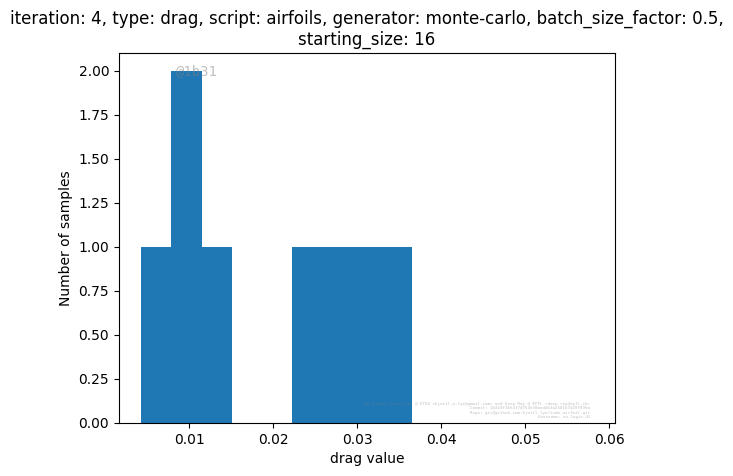 iteration: 4, type: drag, script: airfoils, generator: monte-carlo, batch_size_factor: 0.5,
starting_size: 16
@1b31
2.00
1.75
1.50
1.25
1.00
0.75
0.50
0.25
0.00
Number of samples
0.01 0.02 0.03 0.04 0.05 0.06
drag value